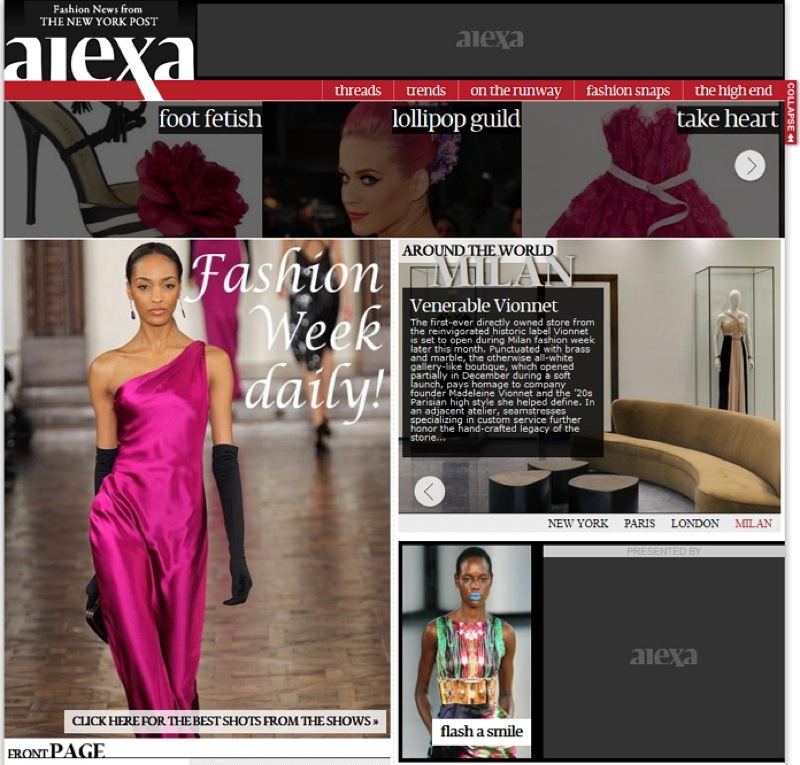 Fashion News from
THE NEW YORK POST
alexa
alexa
threads
trends
on the runway
fashion snaps
the high end
COLLAPSE
foot fetish
lollipop guild
take heart
Fashion
Week
daily!
CLICK HERE FOR THE BEST SHOTS FROM THE SHOWS »
AROUND THE WORLD
MILAN
Venerable Vionnet
The first-ever directly owned store from
the reinvigorated historic label Vionnet
is set to open during Milan fashion week
later this month. Punctuated with brass
and marble, the otherwise all-white
gallery-like boutique, which opened
partially in December during a soft
launch, pays homage to company
founder Madeleine Vionnet and the '20s
Parisian high style she helped define. In
an adjacent atelier, seamstresses
specializing in custom service further
honor the hand-crafted legacy of the
storie...
NEW YORK
PARIS
LONDON
MILAN
PRESENTED BY
alexa
flash a smile
FRONT PAGE